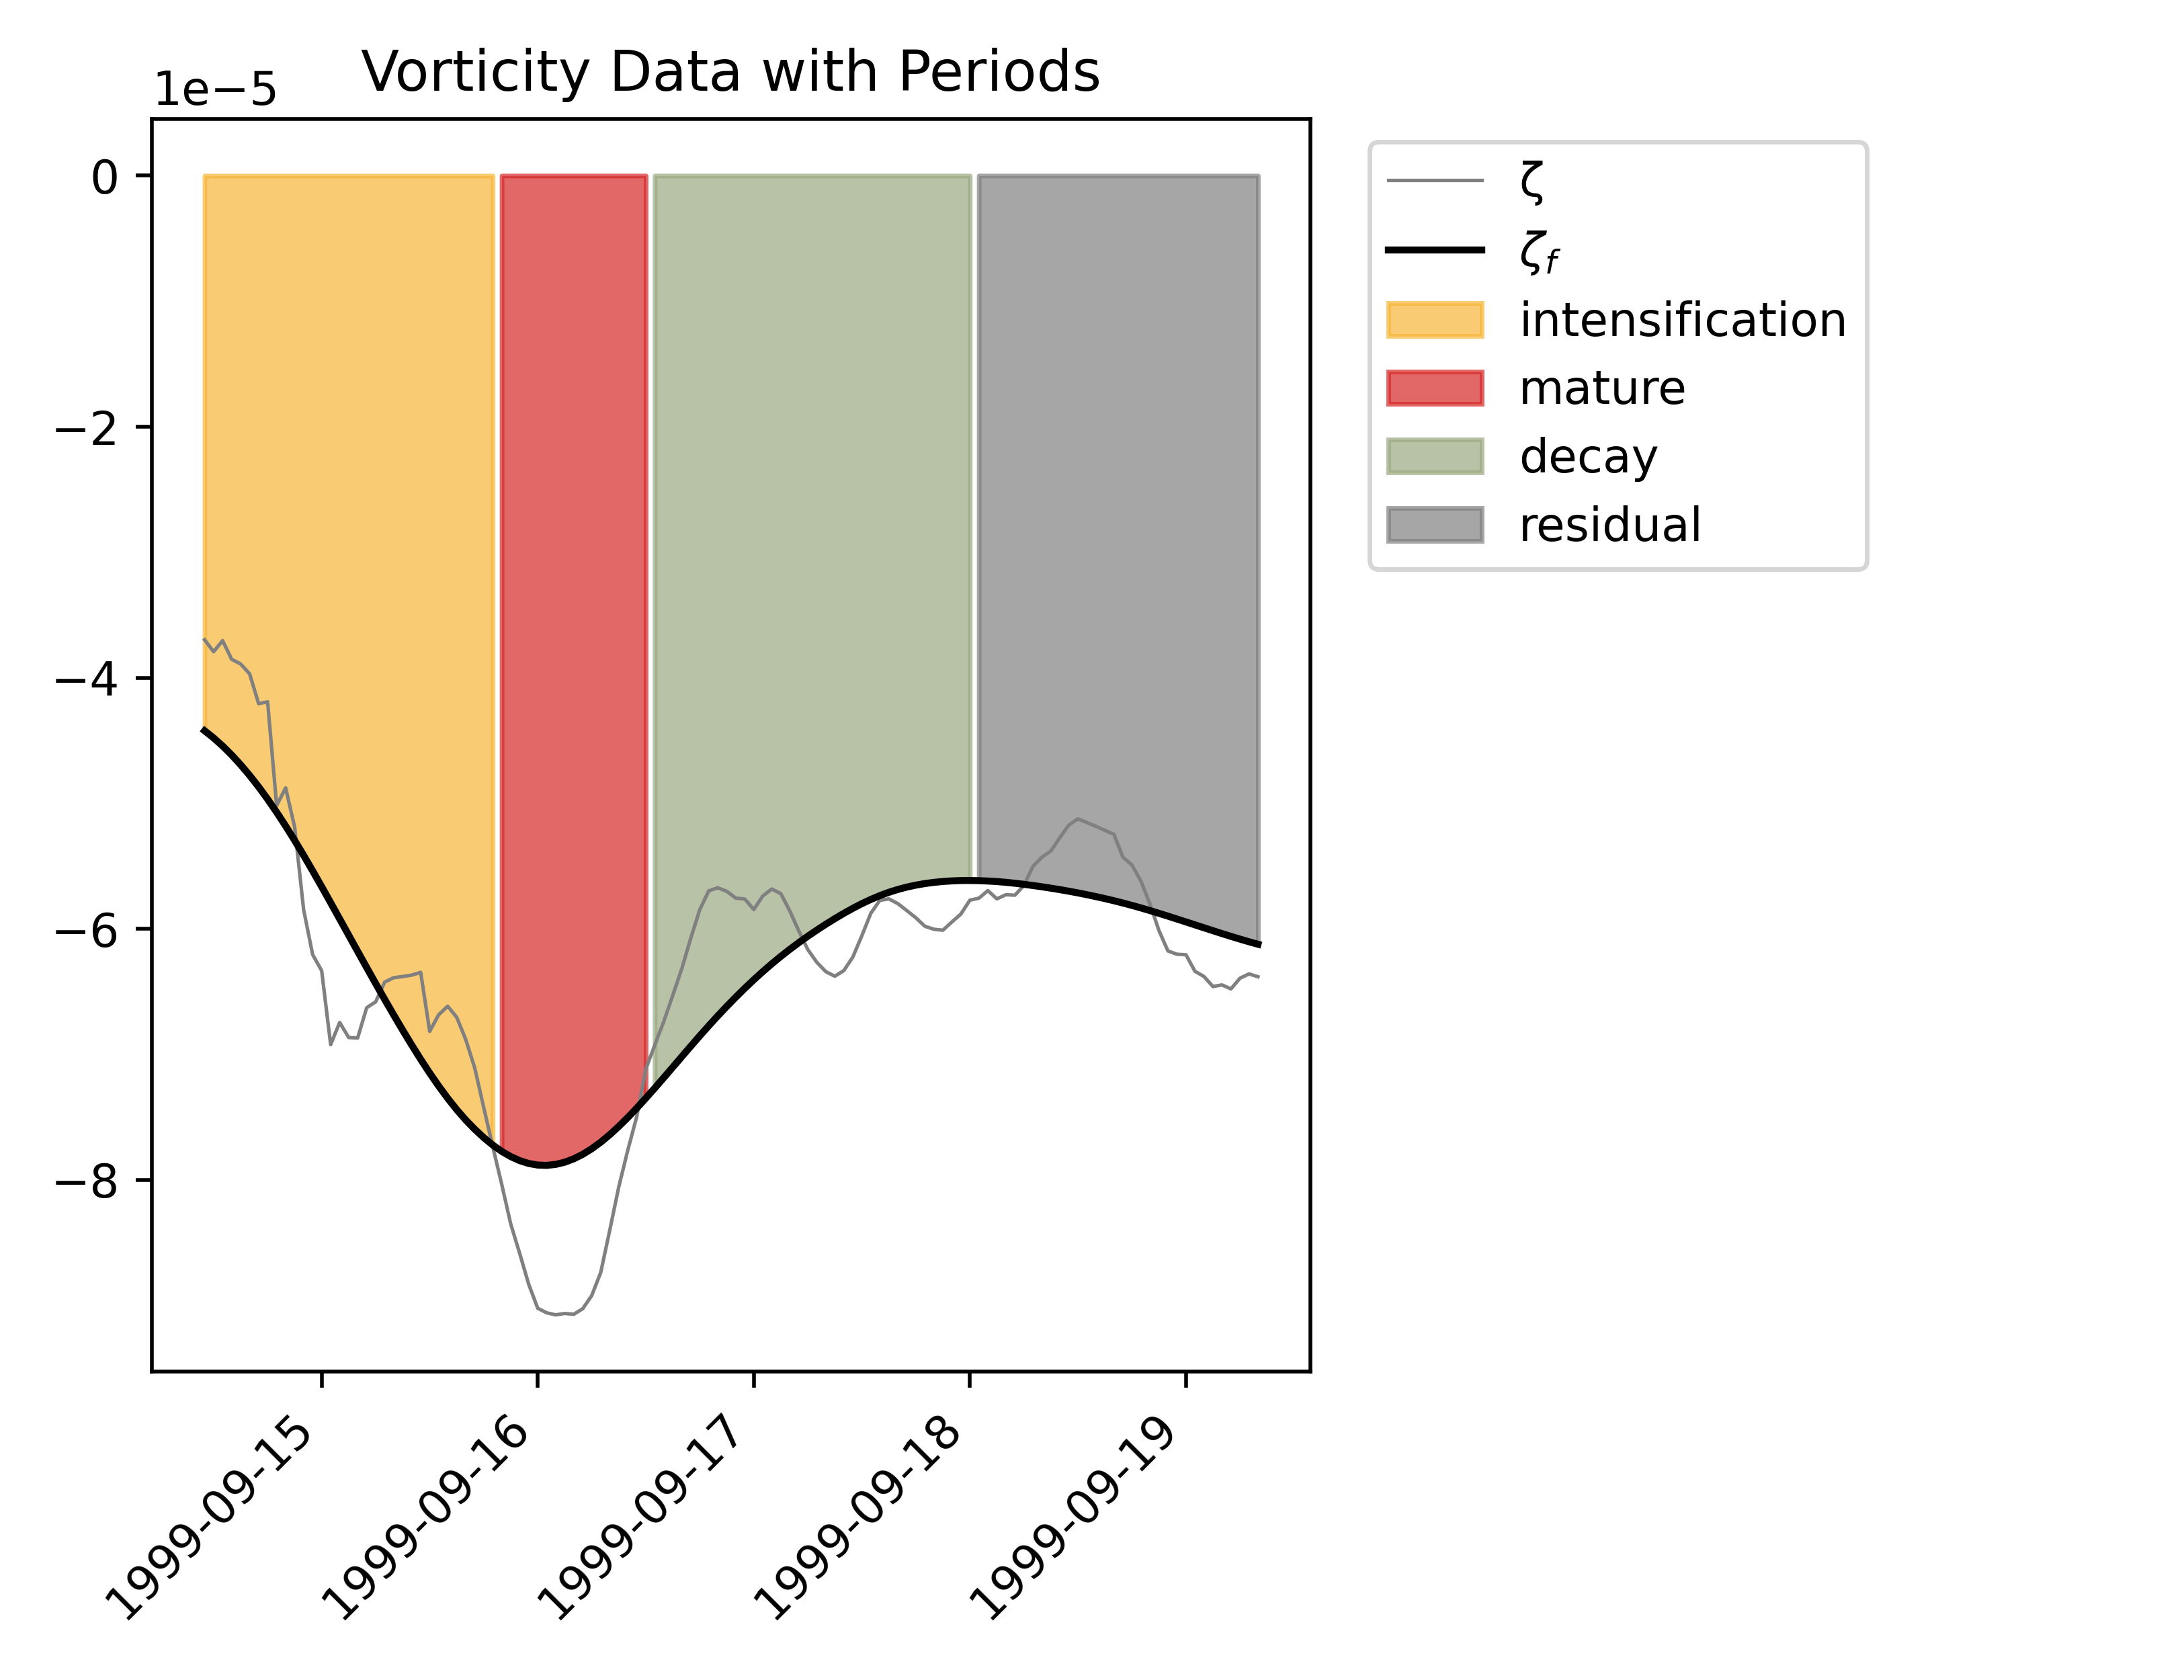 Vorticity Data with Periods
1e−5
0
−2
−4
−6
−8
1999-09-15
1999-09-16
1999-09-17
1999-09-18
1999-09-19
ζ
ζf
intensification
mature
decay
residual